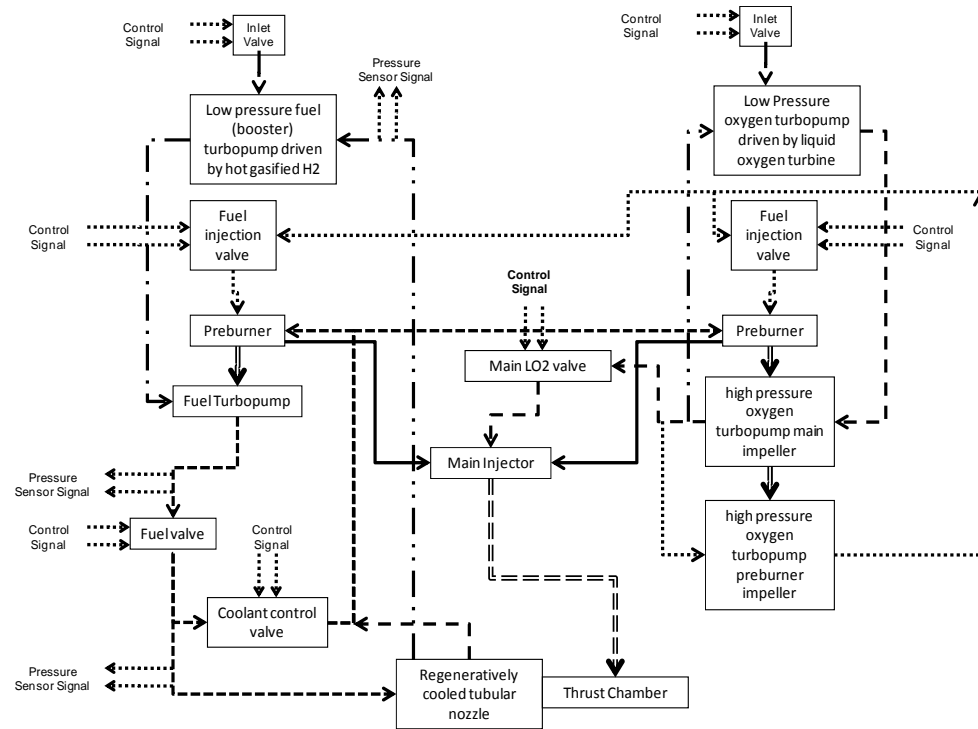 Control
Signal
Inlet
Valve
Pressure
Sensor Signal
Control
Signal
Inlet
Valve
Low pressure fuel
(booster)
turbopump driven
by hot gasified H2
Low Pressure
oxygen turbopump
driven by liquid
oxygen turbine
Control
Signal
Fuel
injection
valve
Fuel
injection
valve
Control
Signal
Control
Signal
Preburner
Preburner
Main LO2 valve
Fuel Turbopump
high pressure
oxygen
turbopump main
impeller
Main Injector
Pressure
Sensor Signal
Control
Signal
Fuel valve
Control
Signal
high pressure
oxygen
turbopump
preburner
impeller
Coolant control
valve
Pressure
Sensor Signal
Regeneratively
cooled tubular
nozzle
Thrust Chamber